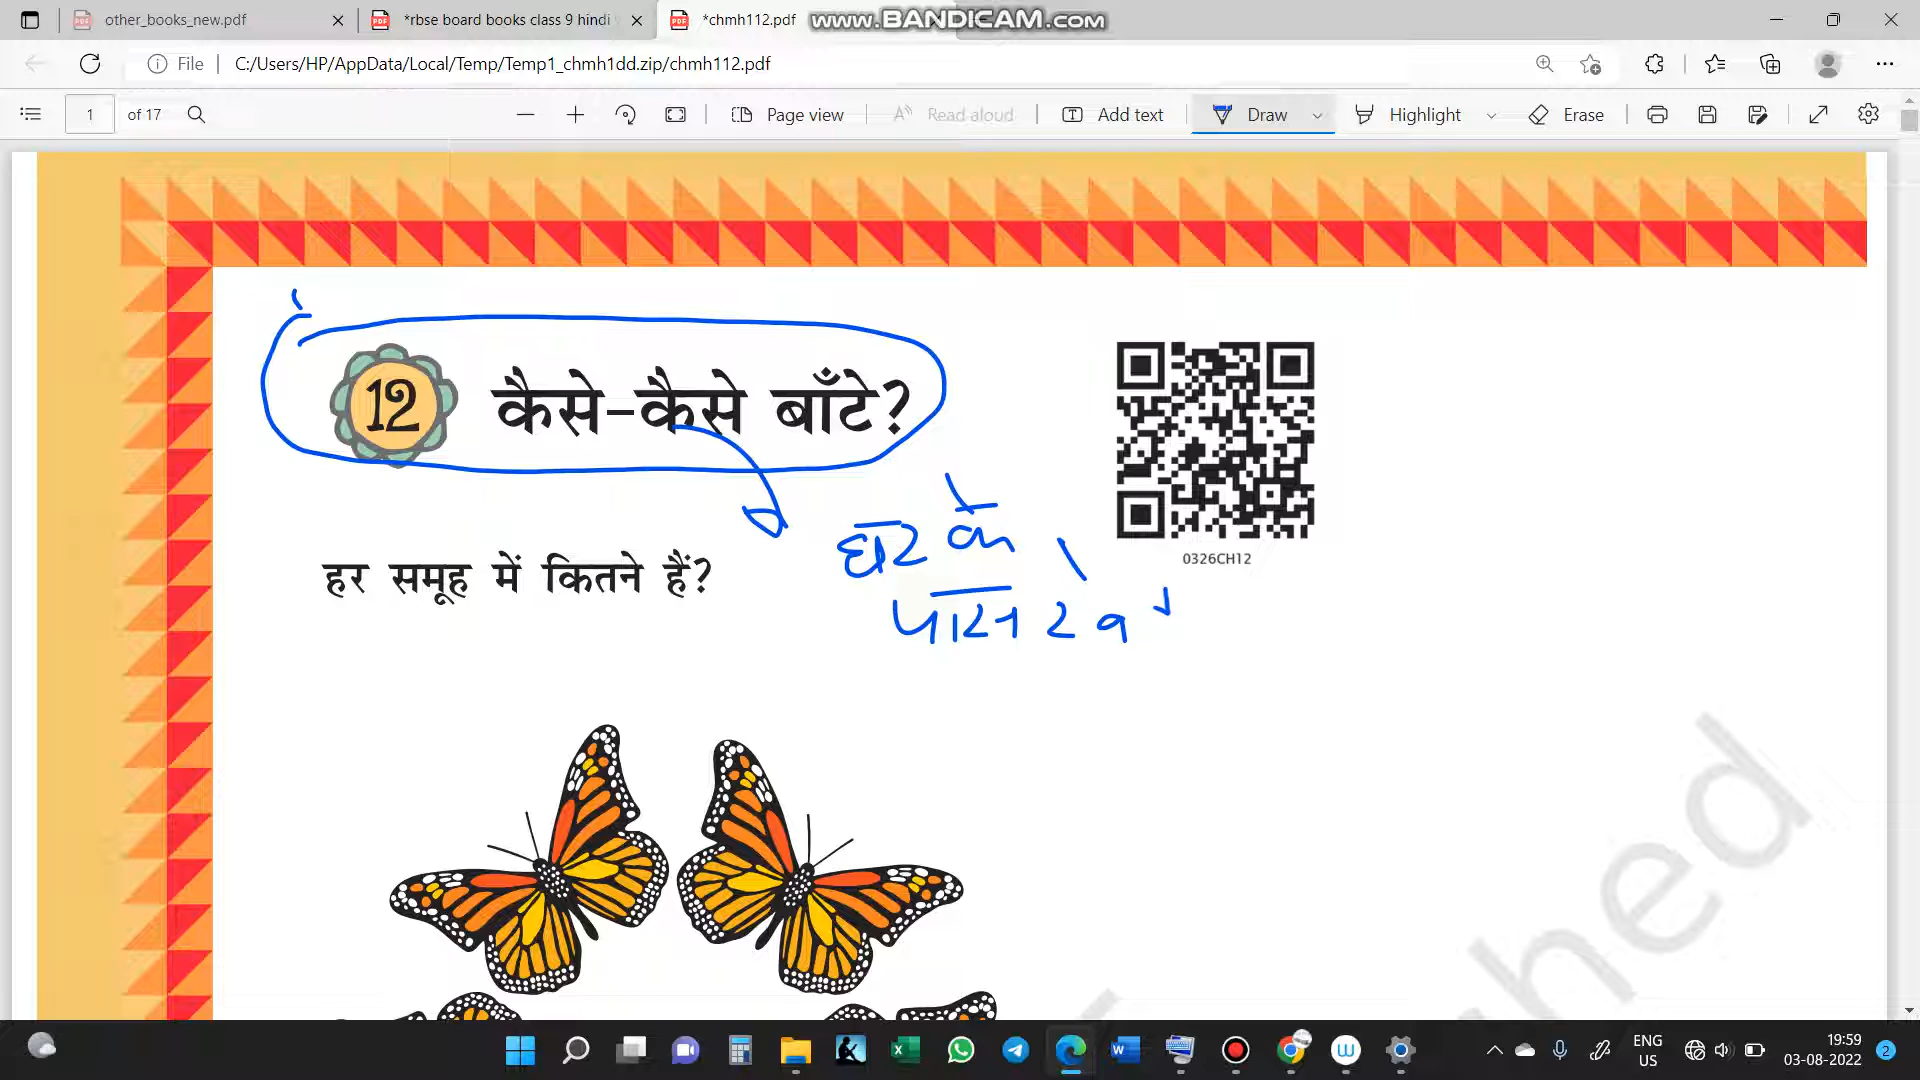 other_books_new.pdf
*rbse board books class 9 hindi
*chmh112.pdf
www.BANDICAM.com
File
C:/Users/HP/AppData/Local/Temp/Temp1_chmh1dd.zip/chmh112.pdf
1 of 17
Page view
Read aloud
Add text
Draw
Highlight
Erase
12 कैसे-कैसे बाँटे?
0326CH12
हर समूह में कितने हैं?
hed
ENG
US
19:59
03-08-2022
2